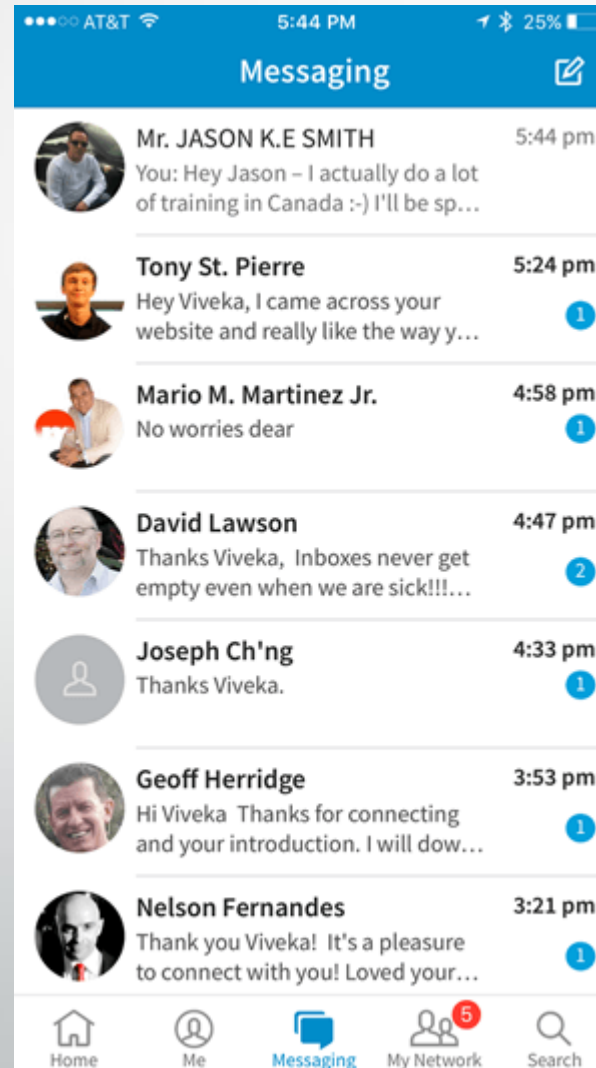 AT&T 5:44 PM 25%
Messaging
Mr. JASON K.E SMITH 5:44 pm
You: Hey Jason – I actually do a lot
of training in Canada :-) I'll be sp...
Tony St. Pierre 5:24 pm
Hey Viveka, I came across your
website and really like the way y...
1
Mario M. Martinez Jr. 4:58 pm
No worries dear 1
David Lawson 4:47 pm
Thanks Viveka,  Inboxes never get
empty even when we are sick!!!...
2
Joseph Ch'ng 4:33 pm
Thanks Viveka. 1
Geoff Herridge 3:53 pm
Hi Viveka  Thanks for connecting
and your introduction. I will dow...
1
Nelson Fernandes 3:21 pm
Thank you Viveka!  It's a pleasure
to connect with you! Loved your...
1
5
Home Me Messaging My Network Search